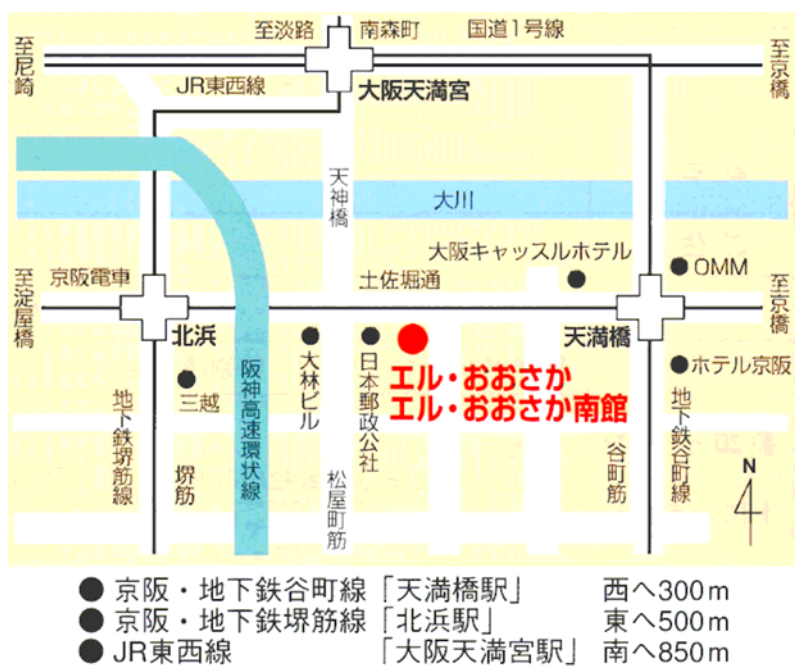 至淡路
南森町
国道1号線
至尼崎
至京橋
JR東西線
大阪天満宮
天神橋
大川
大阪キャッスルホテル
OMM
至淀屋橋
京阪電車
土佐堀通
至京橋
北浜
天満橋
大林ビル
日本郵政公社
ホテル京阪
エル・おおさか
エル・おおさか南館
三越
阪神高速環状線
地下鉄堺筋線
堺筋
松屋町筋
谷町筋
地下鉄谷町線
N
●京阪・地下鉄谷町線「天満橋駅」 西へ300m
●京阪・地下鉄堺筋線「北浜駅」 東へ500m
●JR東西線 「大阪天満宮駅」 南へ850m